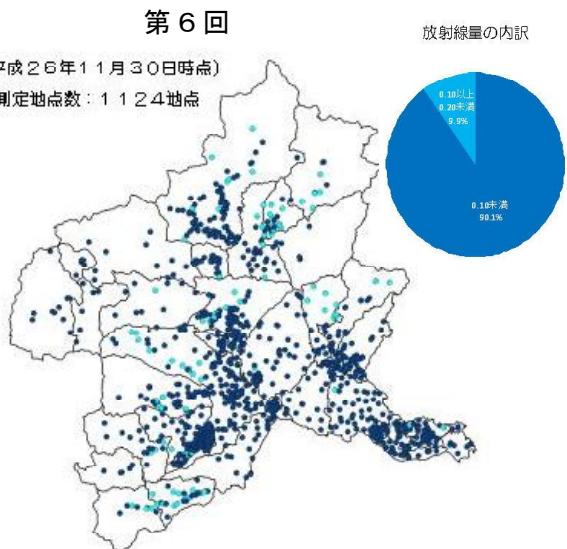 第６回
放射線量の内訳
平成２６年１１月３０日時点）
測定地点数：１１２４地点
0.10以上
0.20未満
9.9%
0.10未満
90.1%